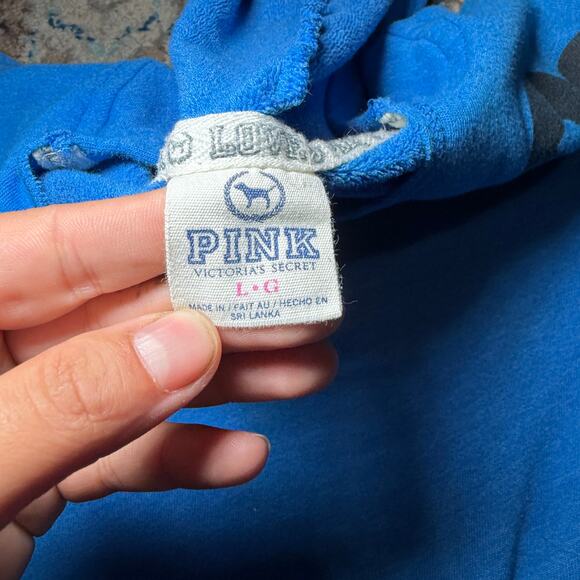 LOVE
PINK
VICTORIA'S SECRET
L•G
MADE IN / FAIT AU / HECHO EN
SRI LANKA